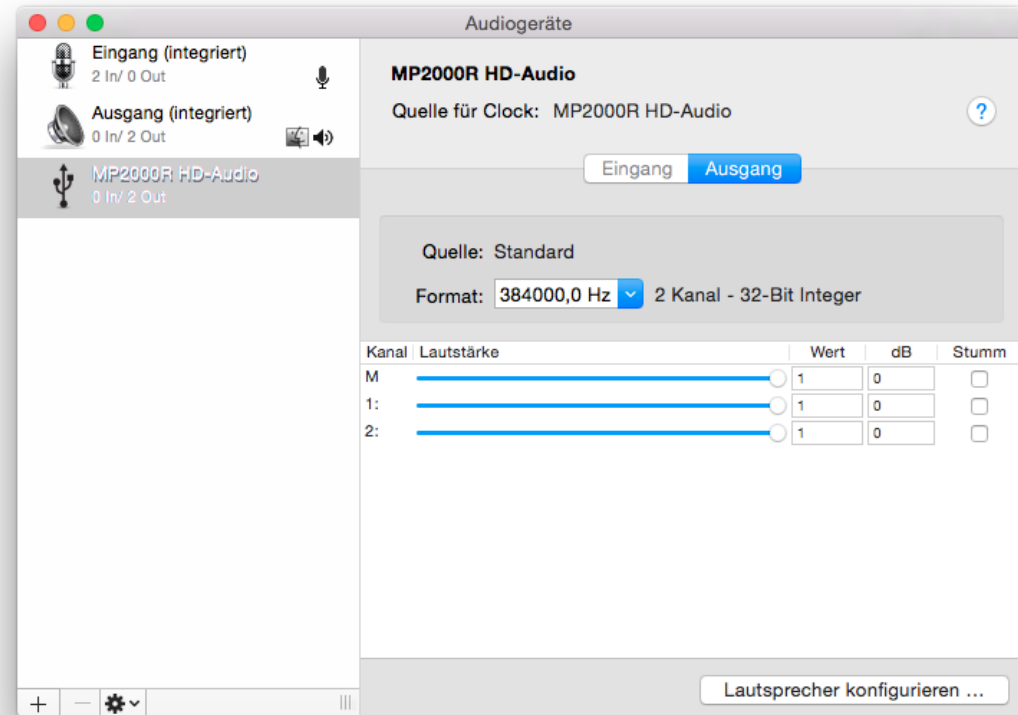 Audiogeräte
Eingang (integriert)
2 In/ 0 Out
Ausgang (integriert)
0 In/ 2 Out
MP2000R HD-Audio
0 In/ 2 Out
MP2000R HD-Audio
Quelle für Clock: MP2000R HD-Audio
?
Eingang Ausgang
Quelle: Standard
Format: 384000,0 Hz 2 Kanal - 32-Bit Integer
Kanal Lautstärke Wert dB Stumm
M 1 0
1: 1 0
2: 1 0
Lautsprecher konfigurieren ...